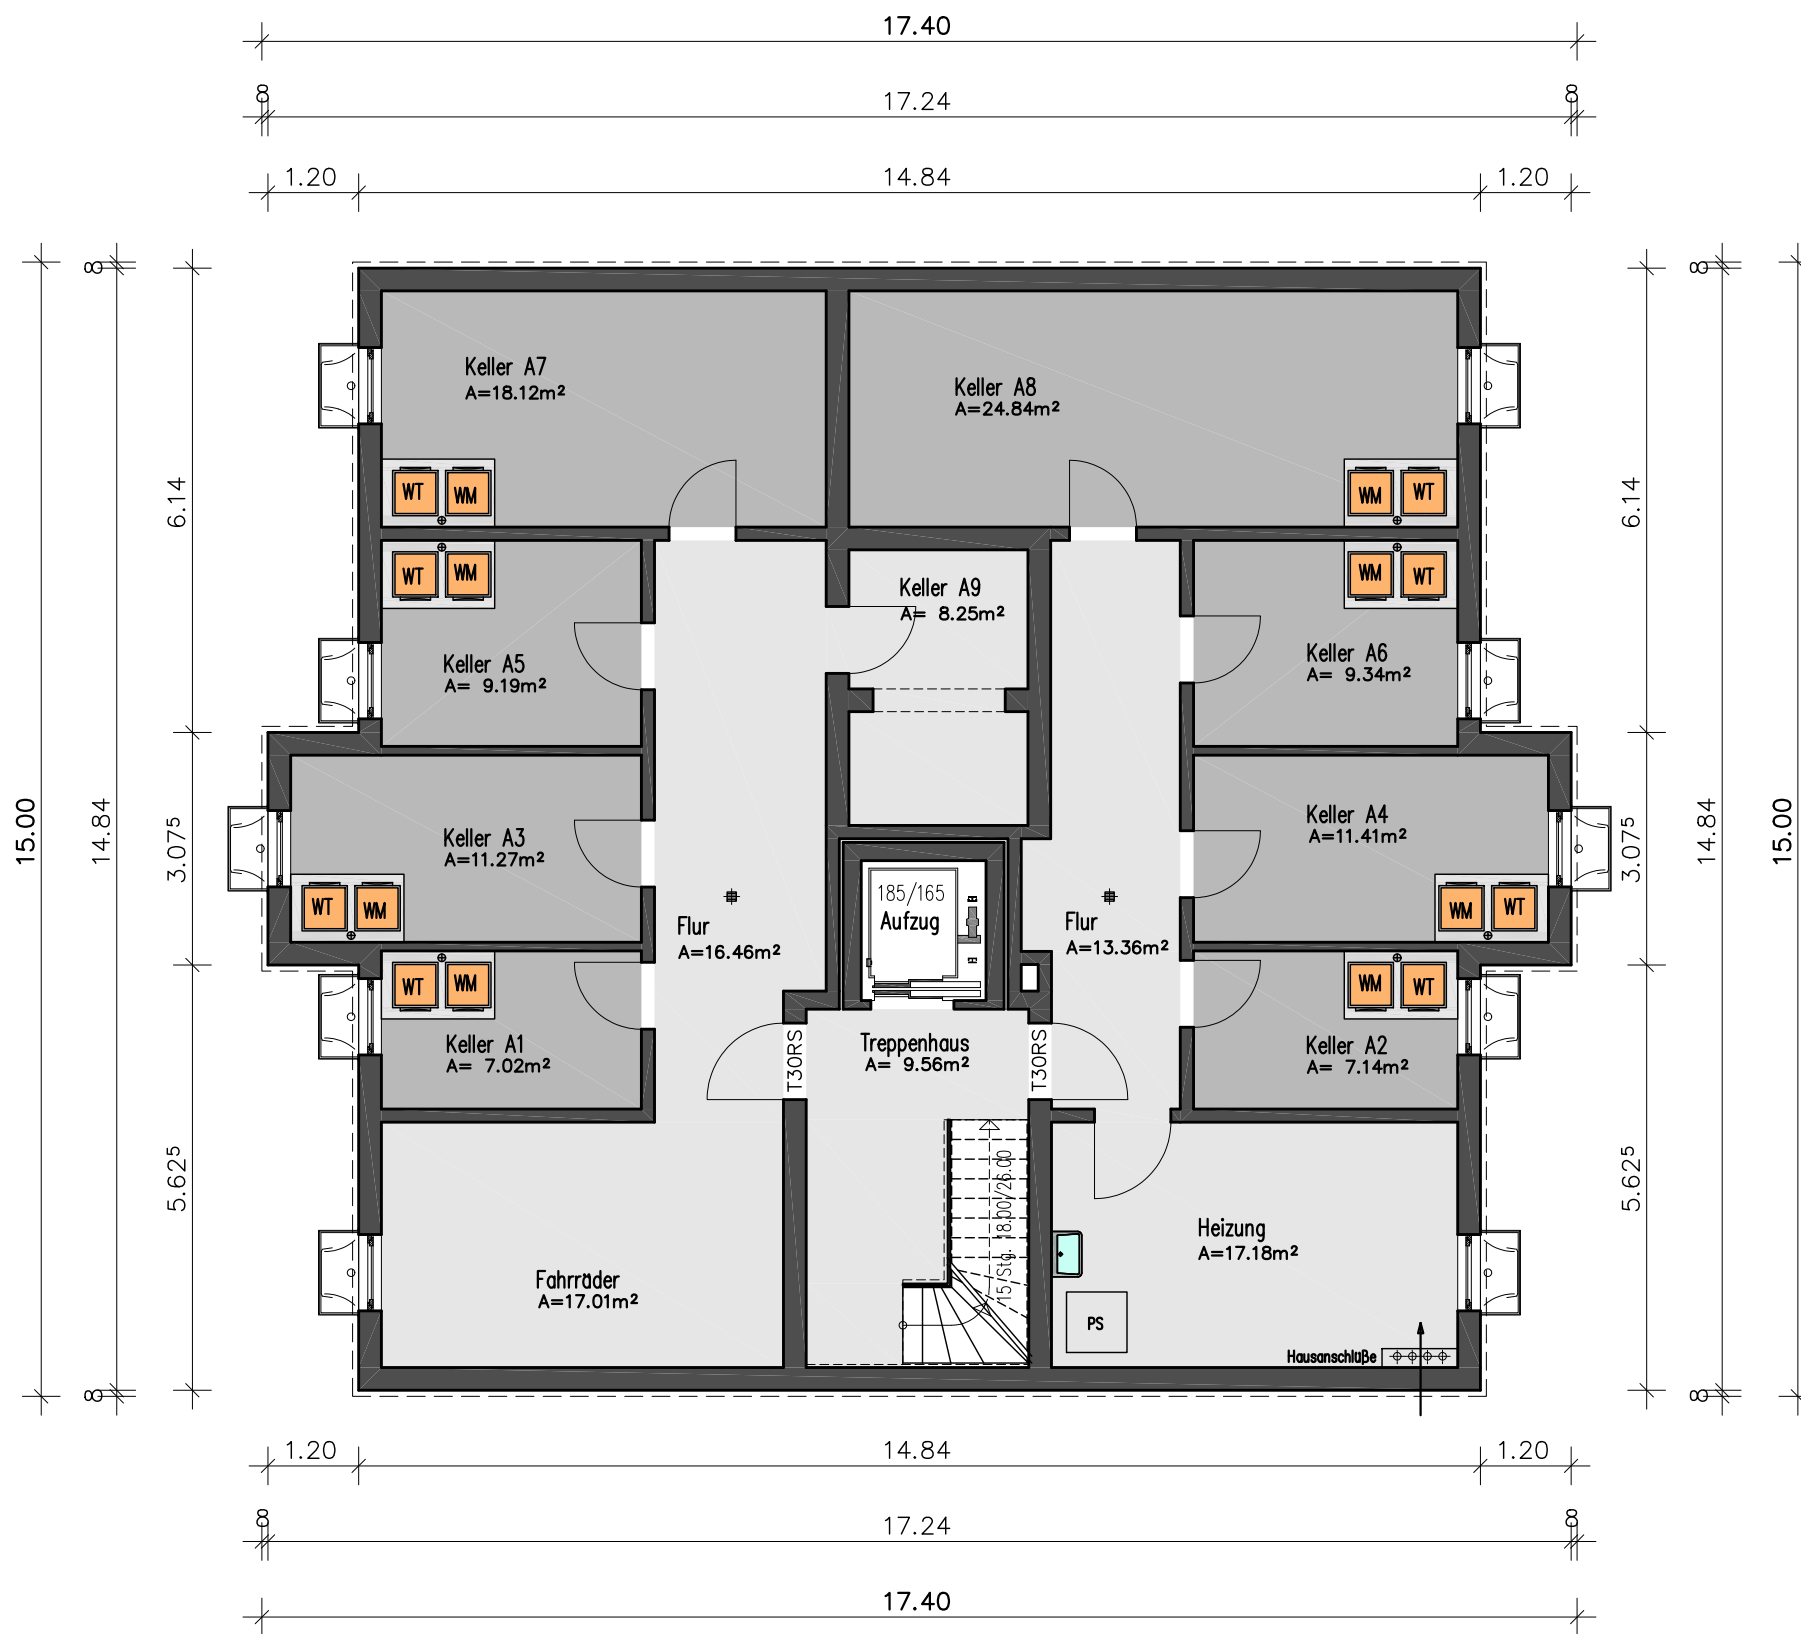 17.40
8
17.24
8
1.20
14.84
1.20
8
8
Keller A7
A=18.12m²
Keller A8
A=24.84m²
WT
WM
WM
WT
6.14
6.14
WT
WM
WM
WT
Keller A9
A= 8.25m²
Keller A5
A= 9.19m²
Keller A6
A= 9.34m²
15.00
14.84
3.07⁵
Keller A3
A=11.27m²
Keller A4
A=11.41m²
3.07⁵
14.84
15.00
WT
WM
185/165
Aufzug
WM
WT
Flur
A=16.46m²
Flur
A=13.36m²
WT
WM
WM
WT
Keller A1
A= 7.02m²
T30RS
Treppenhaus
A= 9.56m²
T30RS
Keller A2
A= 7.14m²
5.62⁵
5.62⁵
15 Stg. 18.00/26.00
Heizung
A=17.18m²
Fahrräder
A=17.01m²
PS
Hausanschlüße
8
8
1.20
14.84
1.20
8
17.24
8
17.40